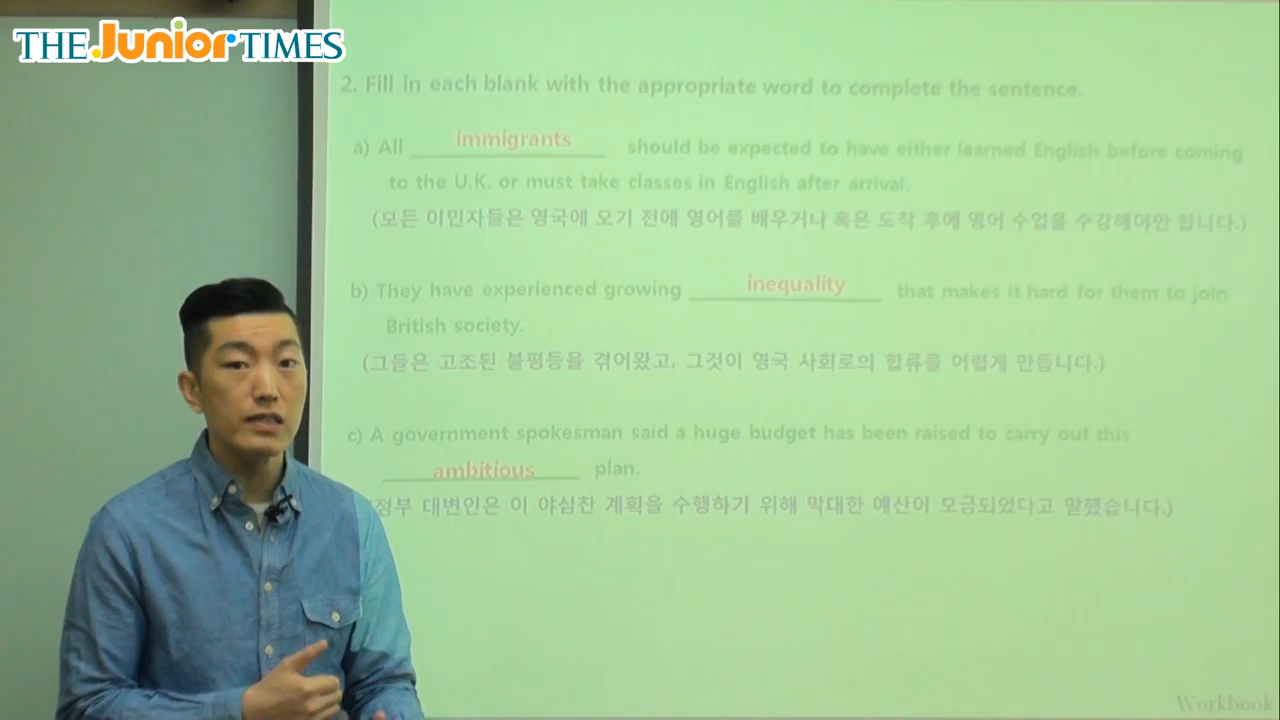 THE Junior TIMES
2. Fill in each blank with the appropriate word to complete the sentence.
a) All immigrants should be expected to have either learned English before coming
to the U.K. or must take classes in English after arrival.
(모든 이민자들은 영국에 오기 전에 영어를 배우거나 혹은 도착 후에 영어 수업을 수강해야만 합니다.)
b) They have experienced growing inequality that makes it hard for them to join
British society.
(그들은 고조된 불평등을 겪어왔고, 그것이 영국 사회로의 합류를 어렵게 만듭니다.)
c) A government spokesman said a huge budget has been raised to carry out this
ambitious plan.
정부 대변인은 이 야심찬 계획을 수행하기 위해 막대한 예산이 모금되었다고 말했습니다.)
Workbook